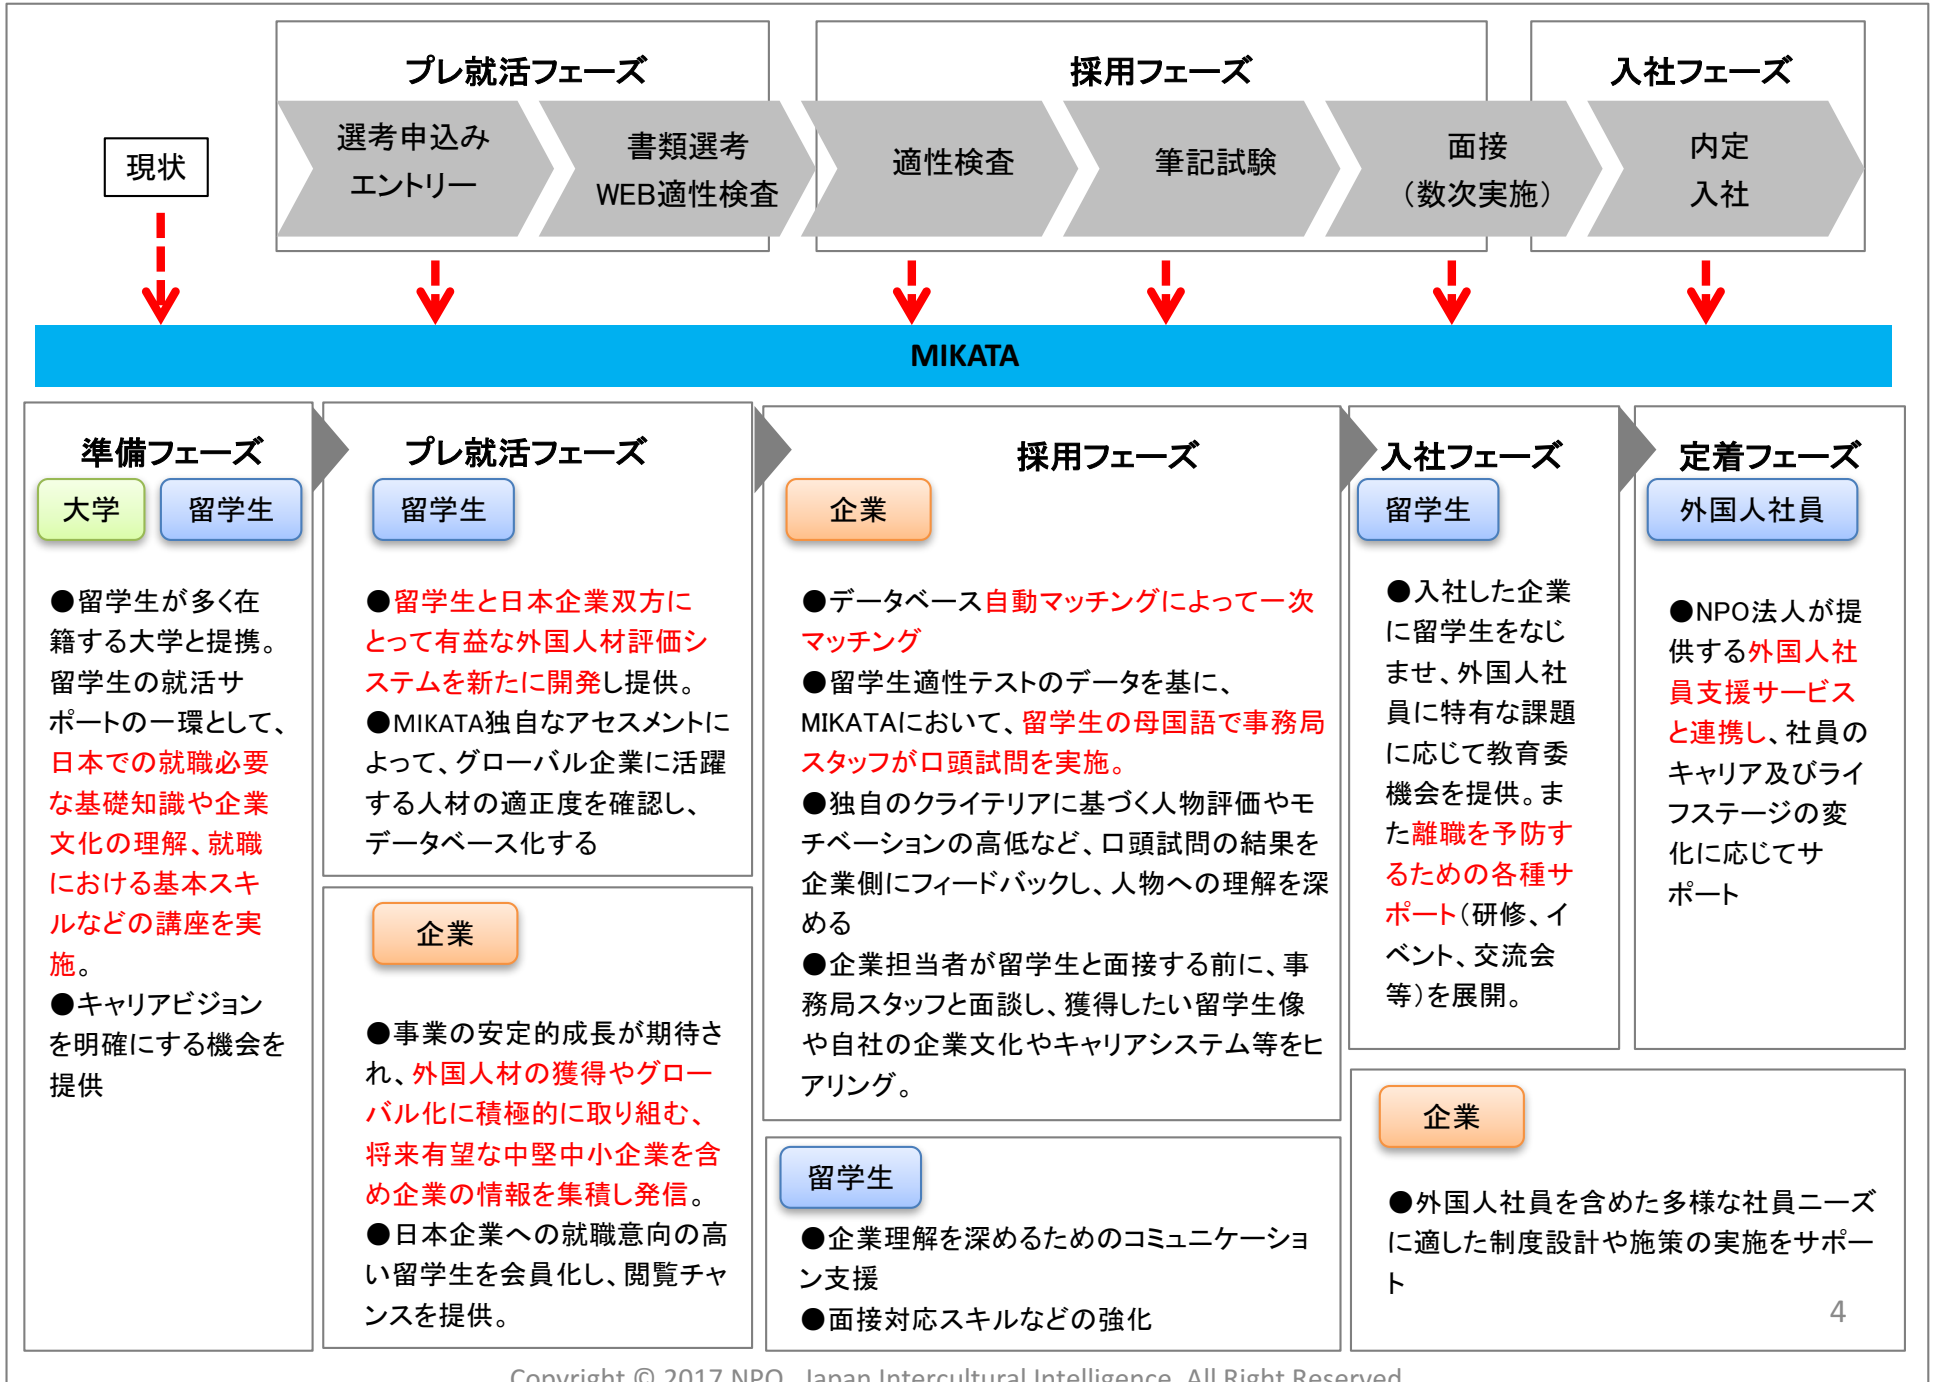 プレ就活フェーズ
採用フェーズ
入社フェーズ
現状
選考申込み
エントリー
書類選考
WEB適性検査
適性検査
筆記試験
面接
（数次実施）
内定
入社
MIKATA
準備フェーズ
大学
留学生
●留学生が多く在
籍する大学と提携。
留学生の就活サ
ポートの一環として、
日本での就職必要
な基礎知識や企業
文化の理解、就職
における基本スキ
ルなどの講座を実
施。
●キャリアビジョン
を明確にする機会を
提供
プレ就活フェーズ
留学生
●留学生と日本企業双方に
とって有益な外国人材評価シ
ステムを新たに開発し提供。
●MIKATA独自なアセスメントに
よって、グローバル企業に活躍
する人材の適正度を確認し、
データベース化する
企業
●事業の安定的成長が期待さ
れ、外国人材の獲得やグロー
バル化に積極的に取り組む、
将来有望な中堅中小企業を含
め企業の情報を集積し発信。
●日本企業への就職意向の高
い留学生を会員化し、閲覧チャ
ンスを提供。
採用フェーズ
企業
●データベース自動マッチングによって一次
マッチング
●留学生適性テストのデータを基に、
MIKATAにおいて、留学生の母国語で事務局
スタッフが口頭試問を実施。
●独自のクライテリアに基づく人物評価やモ
チベーションの高低など、口頭試問の結果を
企業側にフィードバックし、人物への理解を深
める
●企業担当者が留学生と面接する前に、事
務局スタッフと面談し、獲得したい留学生像
や自社の企業文化やキャリアシステム等をヒ
アリング。
留学生
●企業理解を深めるためのコミュニケーショ
ン支援
●面接対応スキルなどの強化
入社フェーズ
留学生
●入社した企業
に留学生をなじ
ませ、外国人社
員に特有な課題
に応じて教育委
機会を提供。ま
た離職を予防す
るための各種サ
ポート（研修、イ
ベント、交流会
等）を展開。
定着フェーズ
外国人社員
●NPO法人が提
供する外国人社
員支援サービス
と連携し、社員の
キャリア及びライ
フステージの変
化に応じてサ
ポート
企業
●外国人社員を含めた多様な社員ニーズ
に適した制度設計や施策の実施をサポー
ト
4
Copyright © 2017 NPO Japan Intercultural Intelligence. All Right Reserved